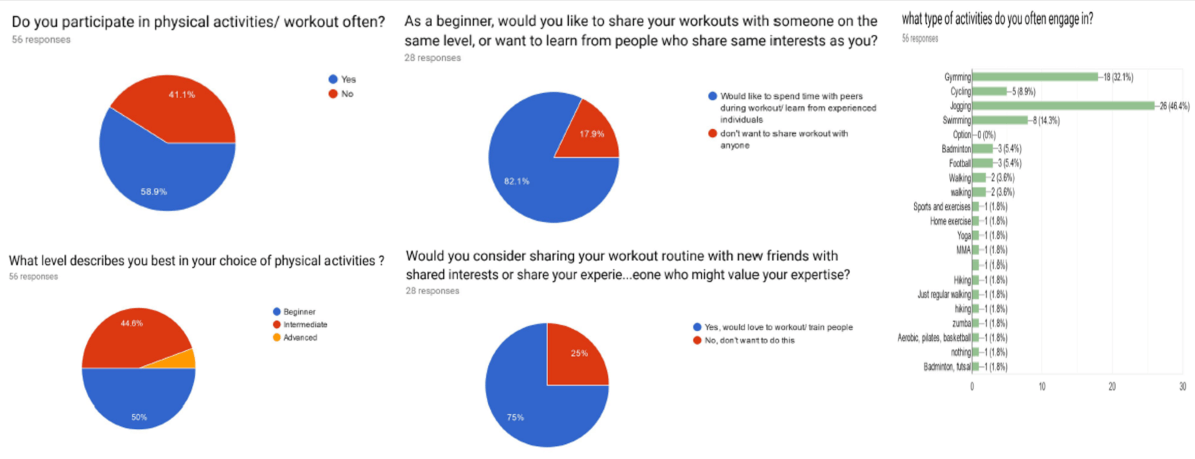 Do you participate in physical activities/ workout often?
56 responses
Yes
No
41.1%
58.9%
What level describes you best in your choice of physical activities ?
56 responses
Beginner
Intermediate
Advanced
44.6%
50%
As a beginner, would you like to share your workouts with someone on the
same level, or want to learn from people who share same interests as you?
28 responses
Would like to spend time with peers
during workout/ learn from experienced
individuals
don't want to share workout with
anyone
17.9%
82.1%
Would you consider sharing your workout routine with new friends with
shared interests or share your experie...eone who might value your expertise?
28 responses
Yes, would love to workout/ train people
No, don't want to do this
25%
75%
what type of activities do you often engage in?
56 responses
Gymming 18 (32.1%)
Cycling 5 (8.9%)
Jogging 26 (46.4%)
Swimming 8 (14.3%)
Option 0 (0%)
Badminton 3 (5.4%)
Football 3 (5.4%)
Walking 2 (3.6%)
walking 2 (3.6%)
Sports and exercises 1 (1.8%)
Home exercise 1 (1.8%)
Yoga 1 (1.8%)
MMA 1 (1.8%)
1 (1.8%)
Hiking 1 (1.8%)
Just regular walking 1 (1.8%)
hiking 1 (1.8%)
zumba 1 (1.8%)
Aerobic, pilates, basketball 1 (1.8%)
nothing 1 (1.8%)
Badminton, futsal 1 (1.8%)
0 10 20 30